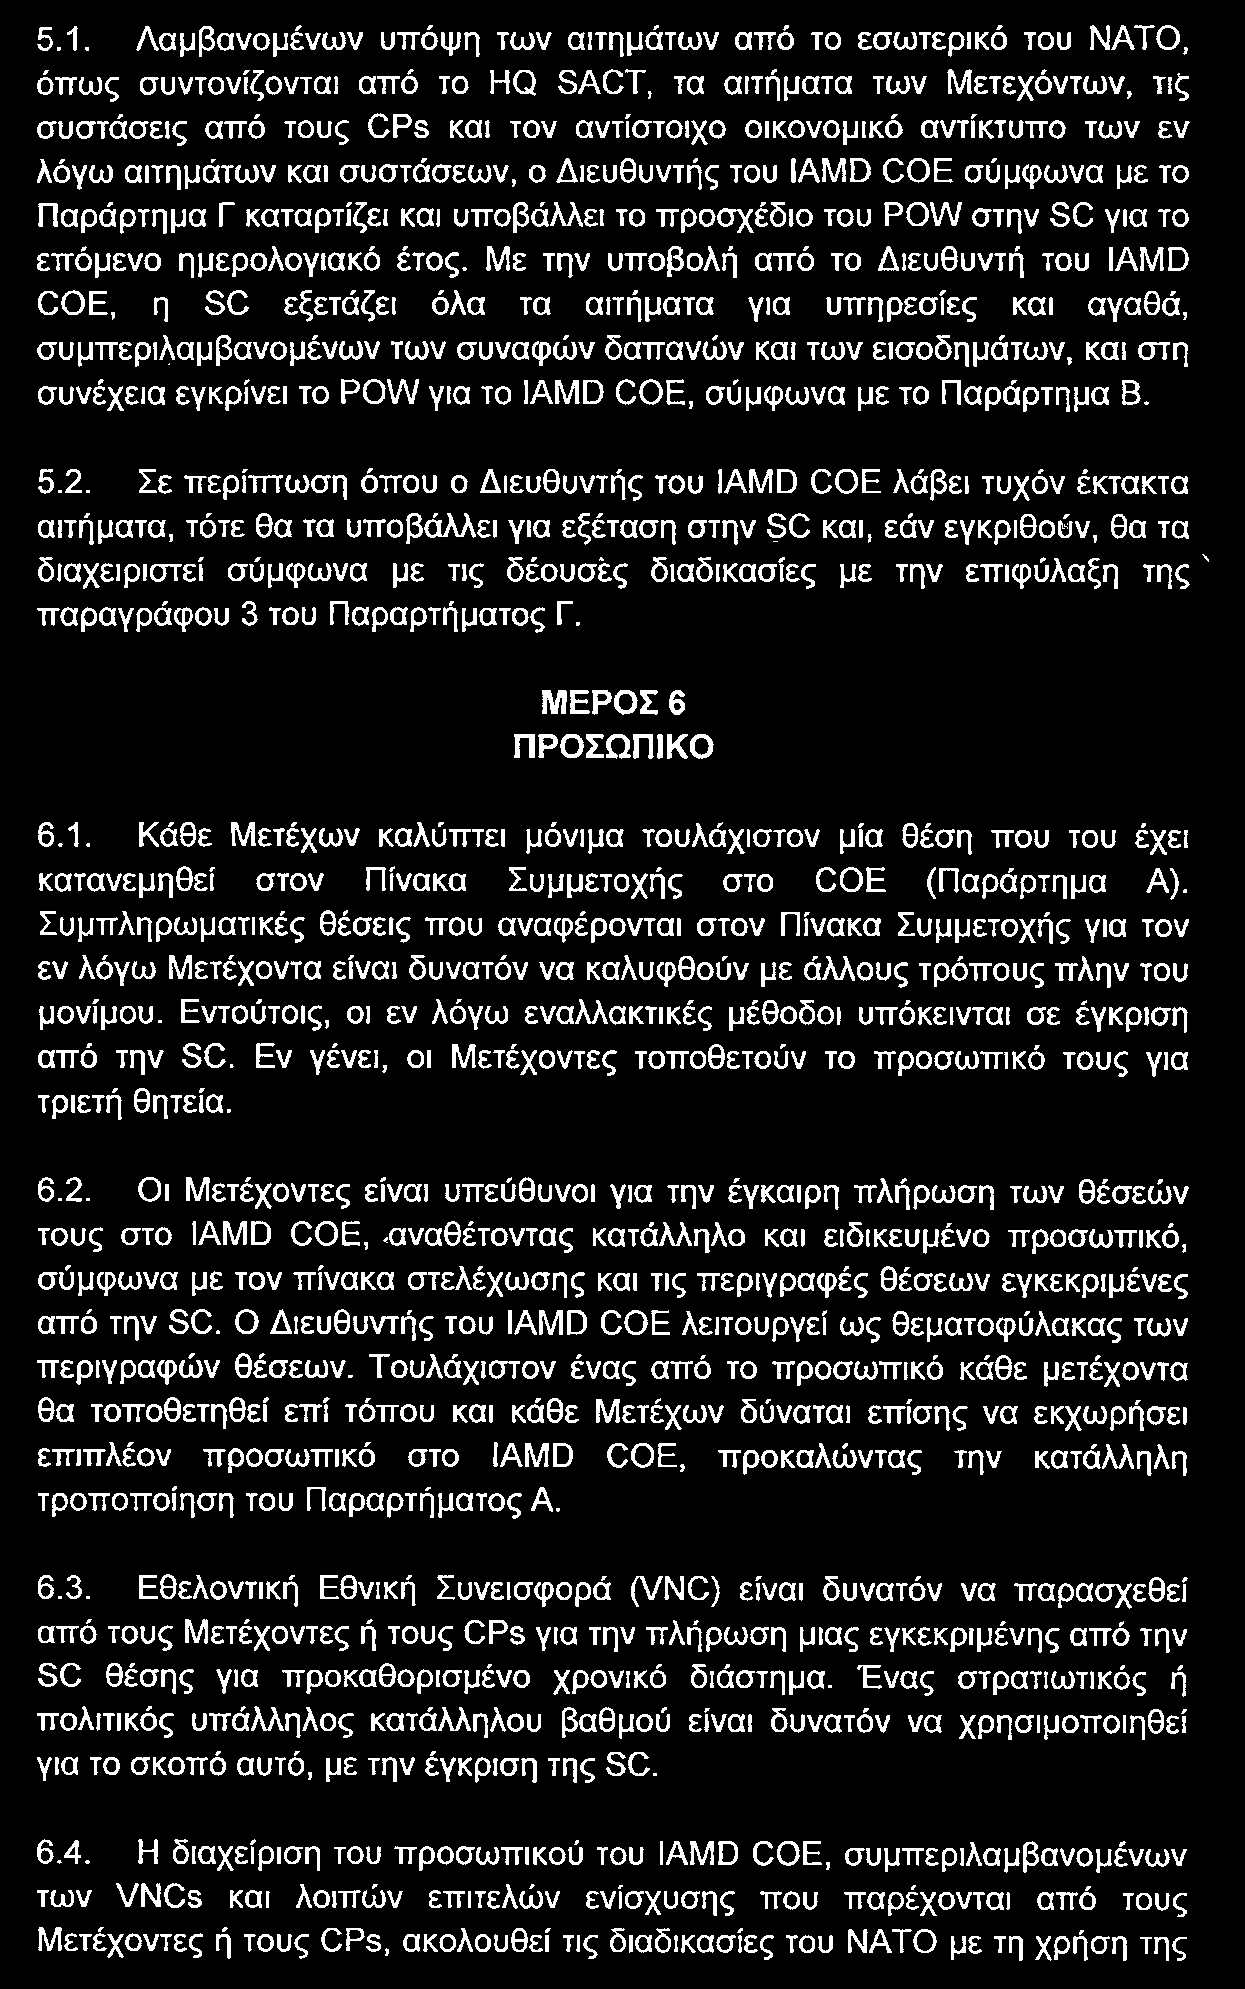 5.1. Λαμβανομένων υπόψη των αιτημάτων από το εσωτερικό του ΝΑΤΟ,
όπως συντονίζονται από το HQ SACT, τα αιτήματα των Μετεχόντων, τις
συστάσεις από τους CPs και τον αντίστοιχο οικονομικό αντίκτυπο των εν
λόγω αιτημάτων και συστάσεων, ο Διευθυντής του IAMD COE σύμφωνα με το
Παράρτημα Γ καταρτίζει και υποβάλλει το προσχέδιο του POW στην SC για το
επόμενο ημερολογιακό έτος. Με την υποβολή από το Διευθυντή του IAMD
COE, η SC εξετάζει όλα τα αιτήματα για υπηρεσίες και αγαθά,
συμπεριλαμβανομένων των συναφών δαπανών και των εισοδημάτων, και στη
συνέχεια εγκρίνει το POW για το IAMD COE, σύμφωνα με το Παράρτημα Β.
5.2. Σε περίπτωση όπου ο Διευθυντής του IAMD COE λάβει τυχόν έκτακτα
αιτήματα, τότε θα τα υποβάλλει για εξέταση στην SC και, εάν εγκριθούν, θα τα
διαχειριστεί σύμφωνα με τις δέουσες διαδικασίες με την επιφύλαξη της
παραγράφου 3 του Παραρτήματος Γ.
ΜΕΡΟΣ 6
ΠΡΟΣΩΠΙΚΟ
6.1. Κάθε Μετέχων καλύπτει μόνιμα τουλάχιστον μία θέση που του έχει
κατανεμηθεί στον Πίνακα Συμμετοχής στο COE (Παράρτημα Α).
Συμπληρωματικές θέσεις που αναφέρονται στον Πίνακα Συμμετοχής για τον
εν λόγω Μετέχοντα είναι δυνατόν να καλυφθούν με άλλους τρόπους πλην του
μονίμου. Εντούτοις, οι εν λόγω εναλλακτικές μέθοδοι υπόκεινται σε έγκριση
από την SC. Εν γένει, οι Μετέχοντες τοποθετούν το προσωπικό τους για
τριετή θητεία.
6.2. Οι Μετέχοντες είναι υπεύθυνοι για την έγκαιρη πλήρωση των θέσεών
τους στο IAMD COE, αναθέτοντας κατάλληλο και ειδικευμένο προσωπικό,
σύμφωνα με τον πίνακα στελέχωσης και τις περιγραφές θέσεων εγκεκριμένες
από την SC. Ο Διευθυντής του IAMD COE λειτουργεί ως θεματοφύλακας των
περιγραφών θέσεων. Τουλάχιστον ένας από το προσωπικό κάθε μετέχοντα
θα τοποθετηθεί επί τόπου και κάθε Μετέχων δύναται επίσης να εκχωρήσει
επιπλέον προσωπικό στο IAMD COE, προκαλώντας την κατάλληλη
τροποποίηση του Παραρτήματος Α.
6.3. Εθελοντική Εθνική Συνεισφορά (VNC) είναι δυνατόν να παρασχεθεί
από τους Μετέχοντες ή τους CPs για την πλήρωση μιας εγκεκριμένης από την
SC θέσης για προκαθορισμένο χρονικό διάστημα. Ένας στρατιωτικός ή
πολιτικός υπάλληλος κατάλληλου βαθμού είναι δυνατόν να χρησιμοποιηθεί
για το σκοπό αυτό, με την έγκριση της SC.
6.4. Η διαχείριση του προσωπικού του IAMD COE, συμπεριλαμβανομένων
των VNCs και λοιπών επιτελών ενίσχυσης που παρέχονται από τους
Μετέχοντες ή τους CPs, ακολουθεί τις διαδικασίες του ΝΑΤΟ με τη χρήση της